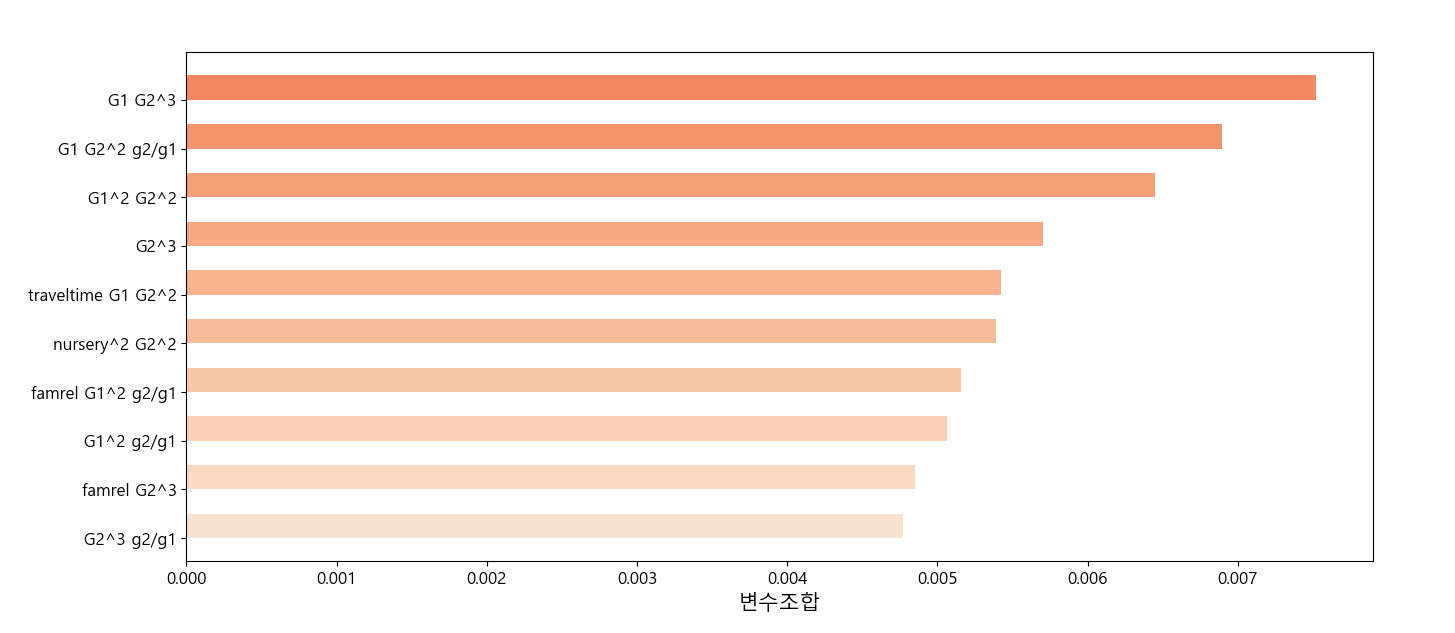 G1 G2^3
G1 G2^2 g2/g1
G1^2 G2^2
G2^3
traveltime G1 G2^2
nursery^2 G2^2
famrel G1^2 g2/g1
G1^2 g2/g1
famrel G2^3
G2^3 g2/g1
0.000 0.001 0.002 0.003 0.004 0.005 0.006 0.007
변수조합